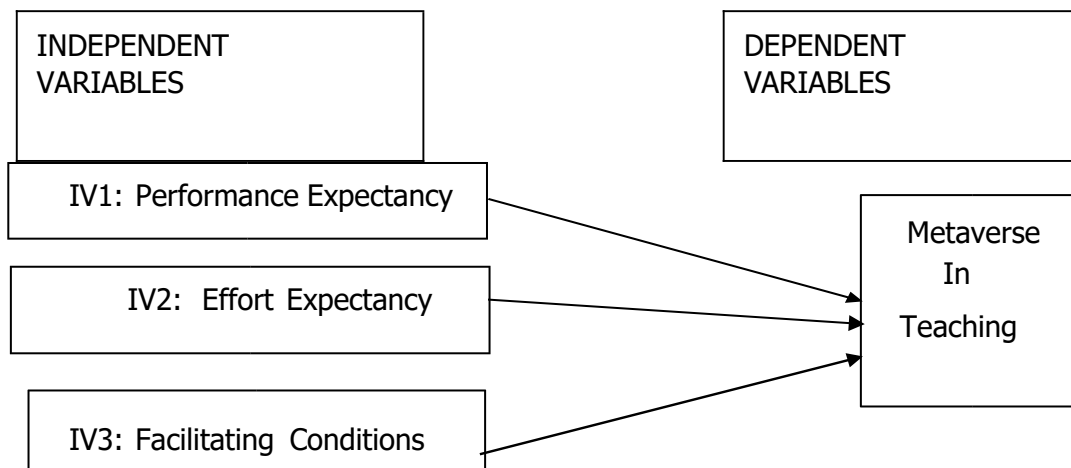 INDEPENDENT
VARIABLES
DEPENDENT
VARIABLES
IV1: Performance Expectancy
IV2: Effort Expectancy
IV3: Facilitating Conditions
Metaverse
In
Teaching